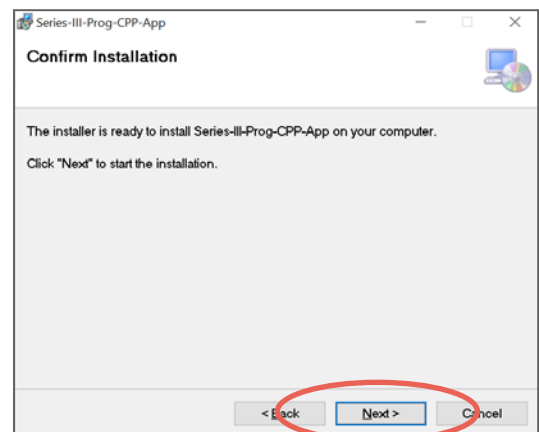 Series-III-Prog-CPP-App
Confirm Installation
The installer is ready to install Series-III-Prog-CPP-App on your computer.
Click "Next" to start the installation.
< Back Next > Cancel